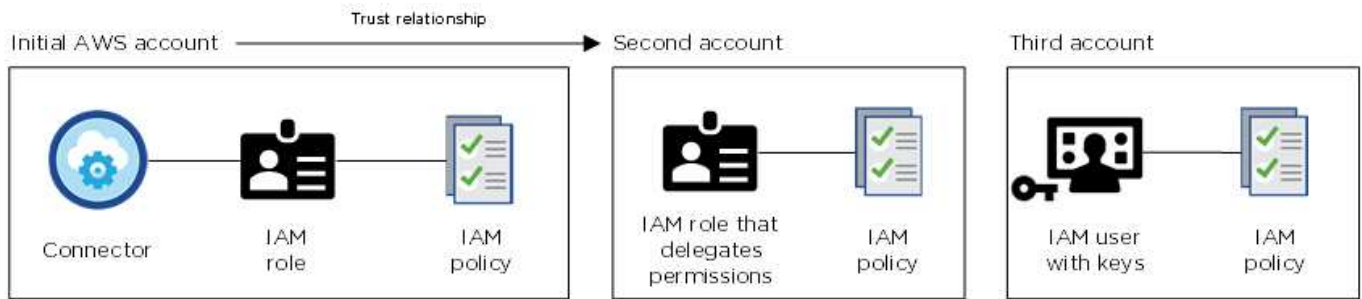 Trust relationship
Initial AWS account
Second account
Third account
Connector
IAM
role
IAM
policy
IAM role that
delegates
permissions
IAM
policy
IAM user
with keys
IAM
policy